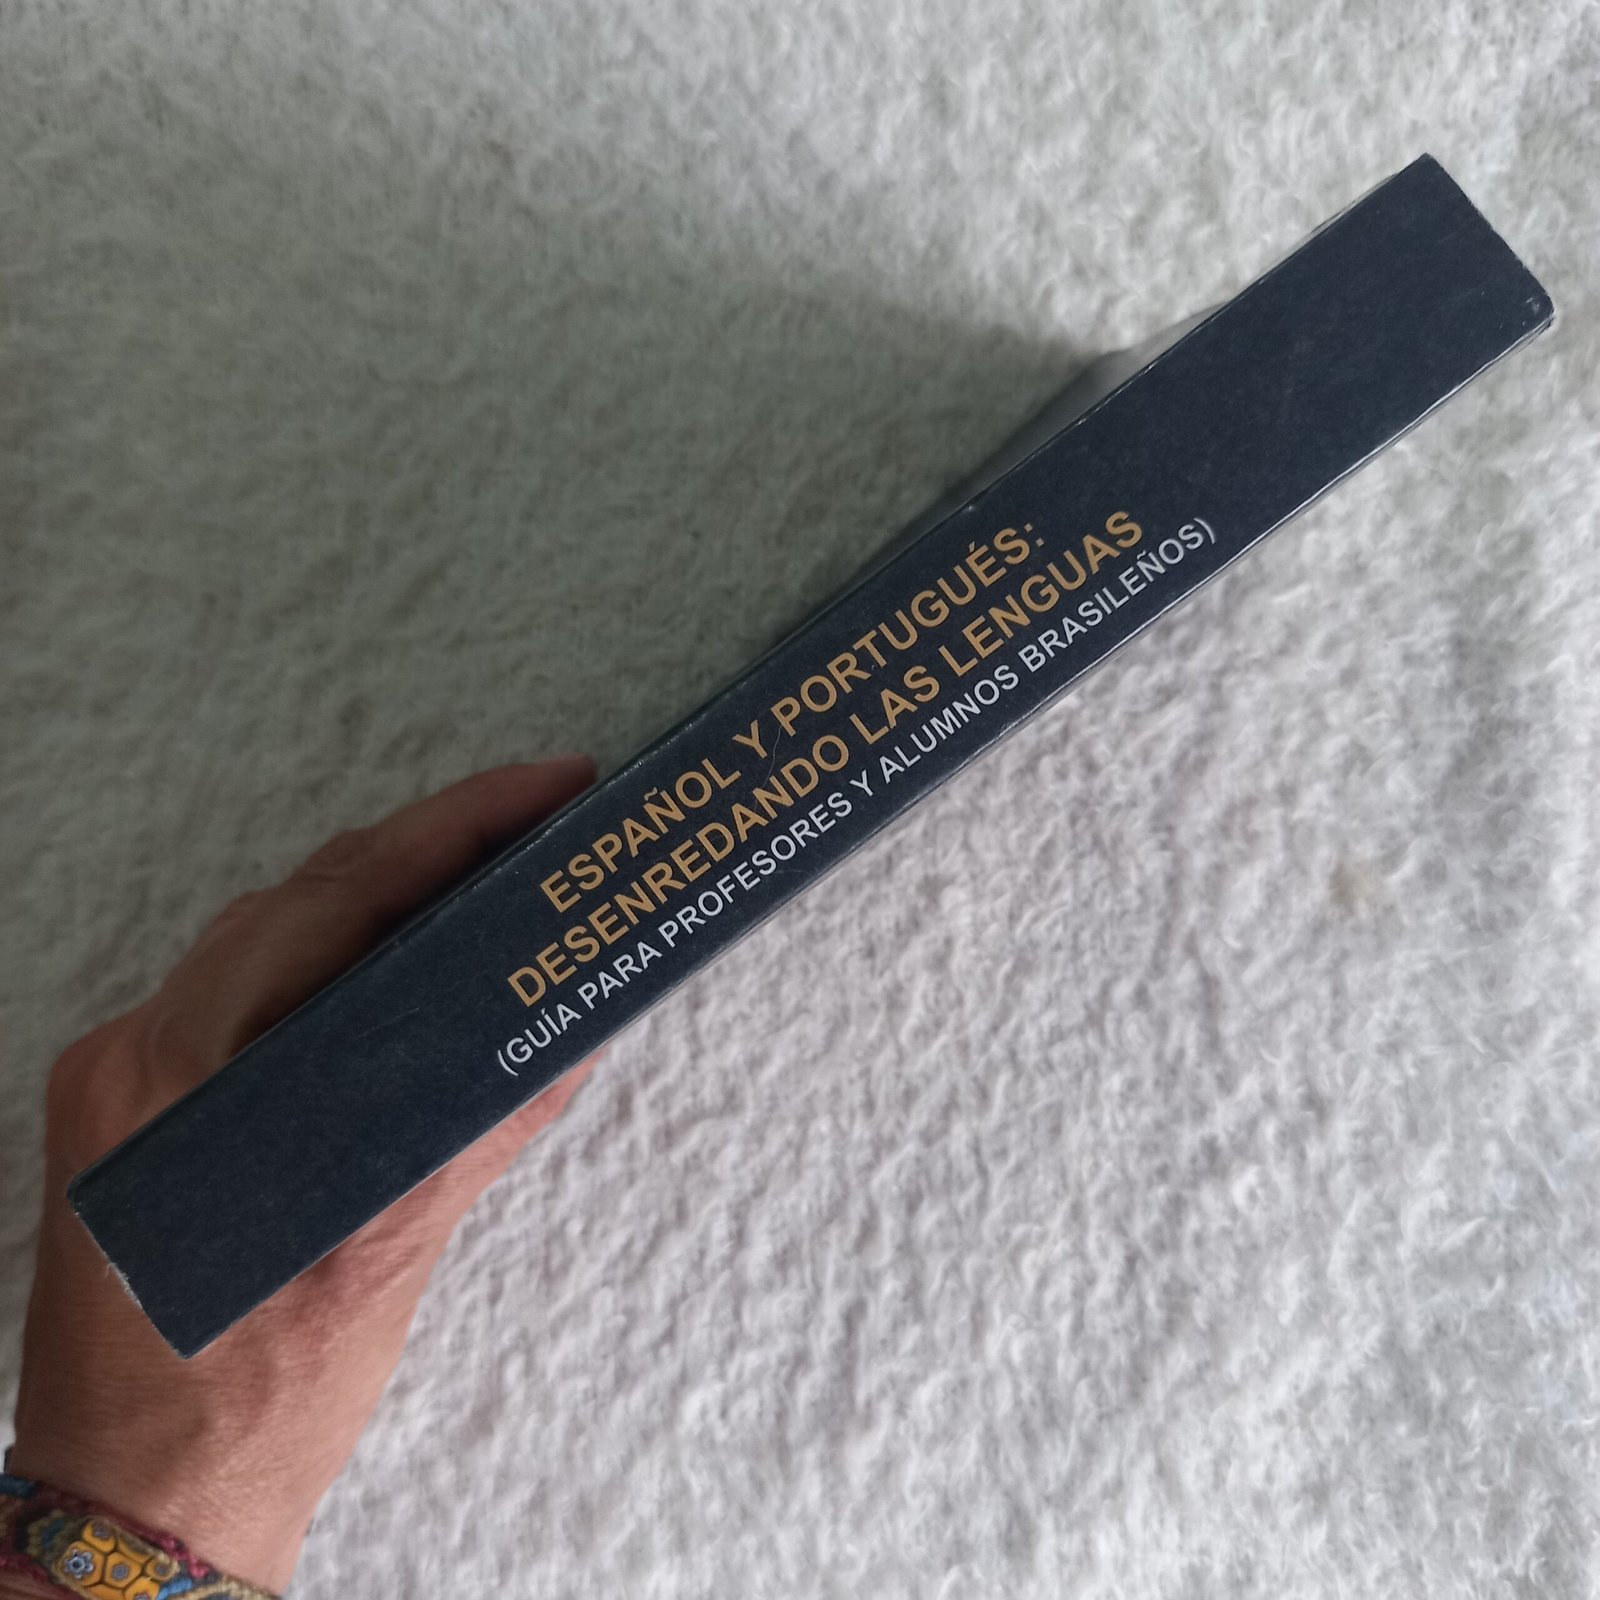 ESPAÑOL Y PORTUGUÉS:
DESENREDANDO LAS LENGUAS
(GUÍA PARA PROFESORES Y ALUMNOS BRASILEÑOS)